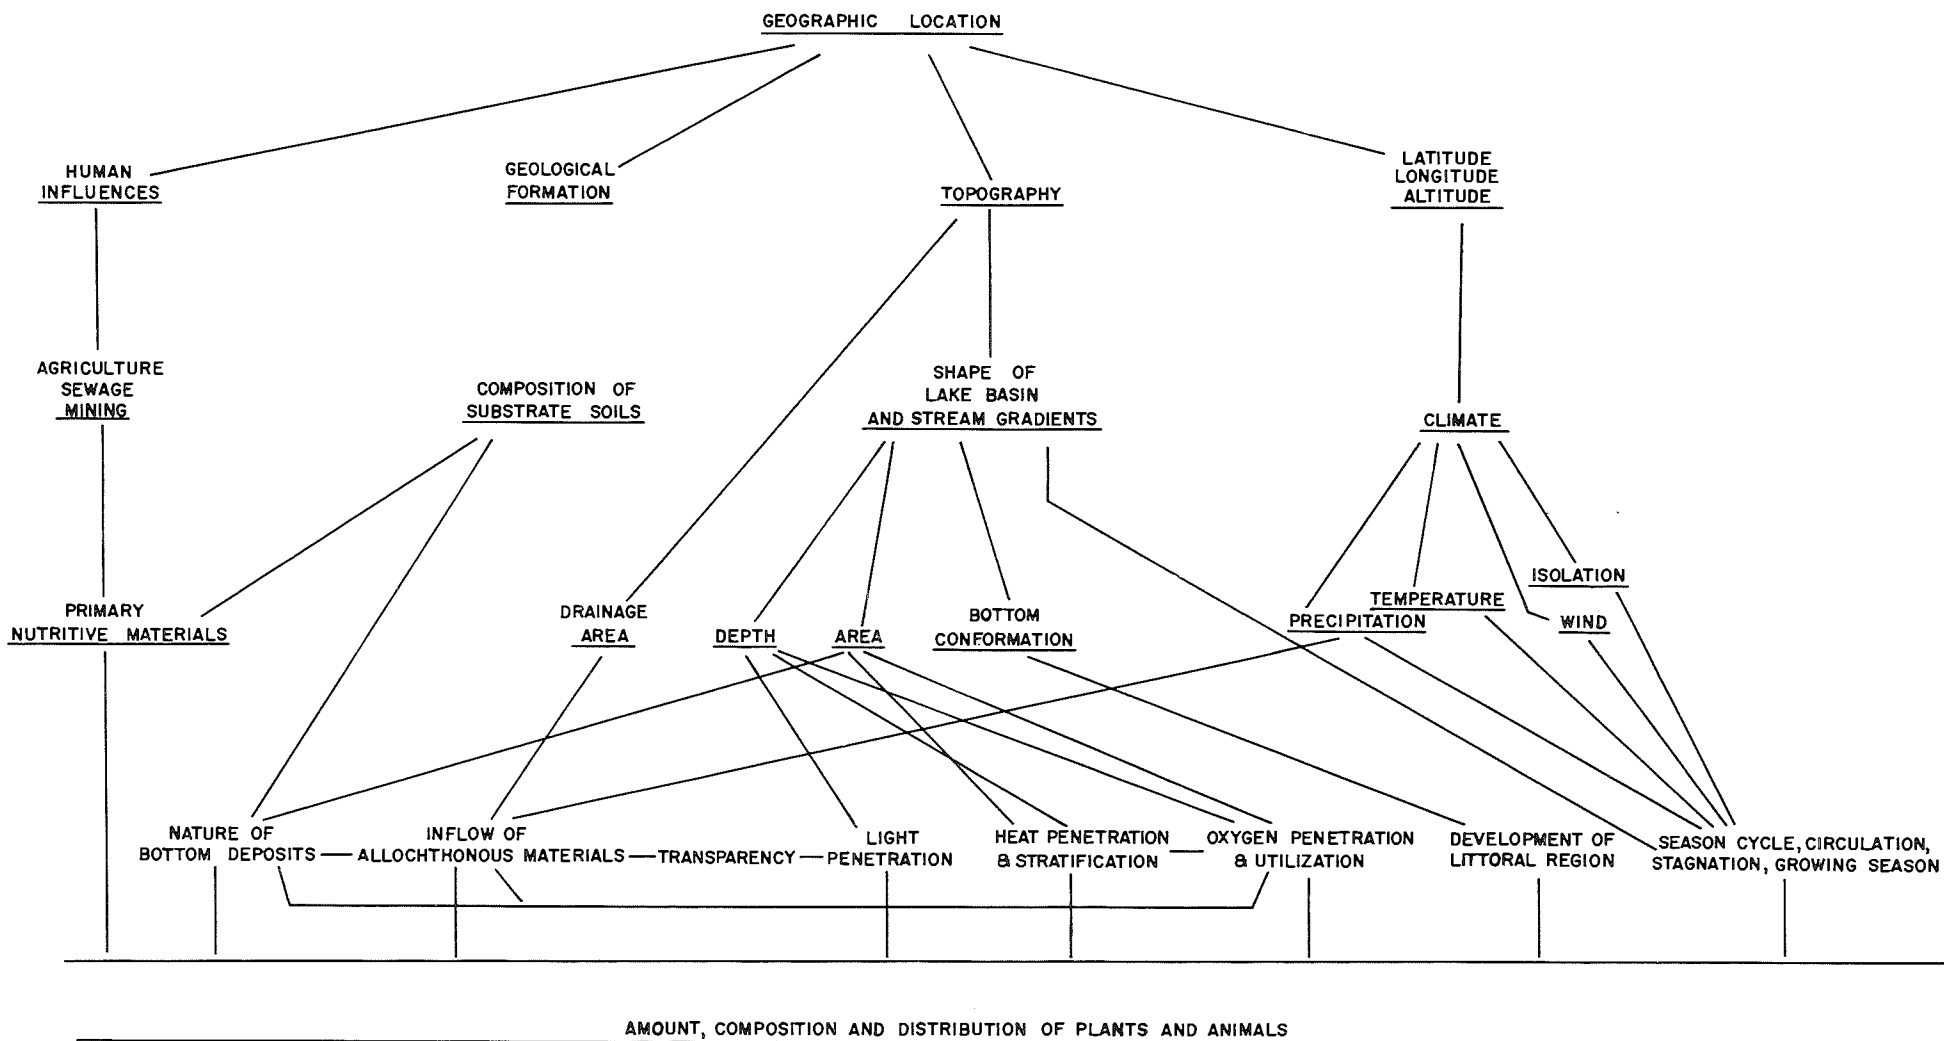 GEOGRAPHIC LOCATION
HUMAN
INFLUENCES
GEOLOGICAL
FORMATION
TOPOGRAPHY
LATITUDE
LONGITUDE
ALTITUDE
AGRICULTURE
SEWAGE
MINING
COMPOSITION OF
SUBSTRATE SOILS
SHAPE OF
LAKE BASIN
AND STREAM GRADIENTS
CLIMATE
PRIMARY
NUTRITIVE MATERIALS
DRAINAGE
AREA
DEPTH
AREA
BOTTOM
CONFORMATION
PRECIPITATION
TEMPERATURE
WIND
ISOLATION
NATURE OF
BOTTOM DEPOSITS
INFLOW OF
ALLOCHTHONOUS MATERIALS
TRANSPARENCY
LIGHT
PENETRATION
HEAT PENETRATION
& STRATIFICATION
OXYGEN PENETRATION
& UTILIZATION
DEVELOPMENT OF
LITTORAL REGION
SEASON CYCLE, CIRCULATION,
STAGNATION, GROWING SEASON
AMOUNT, COMPOSITION AND DISTRIBUTION OF PLANTS AND ANIMALS